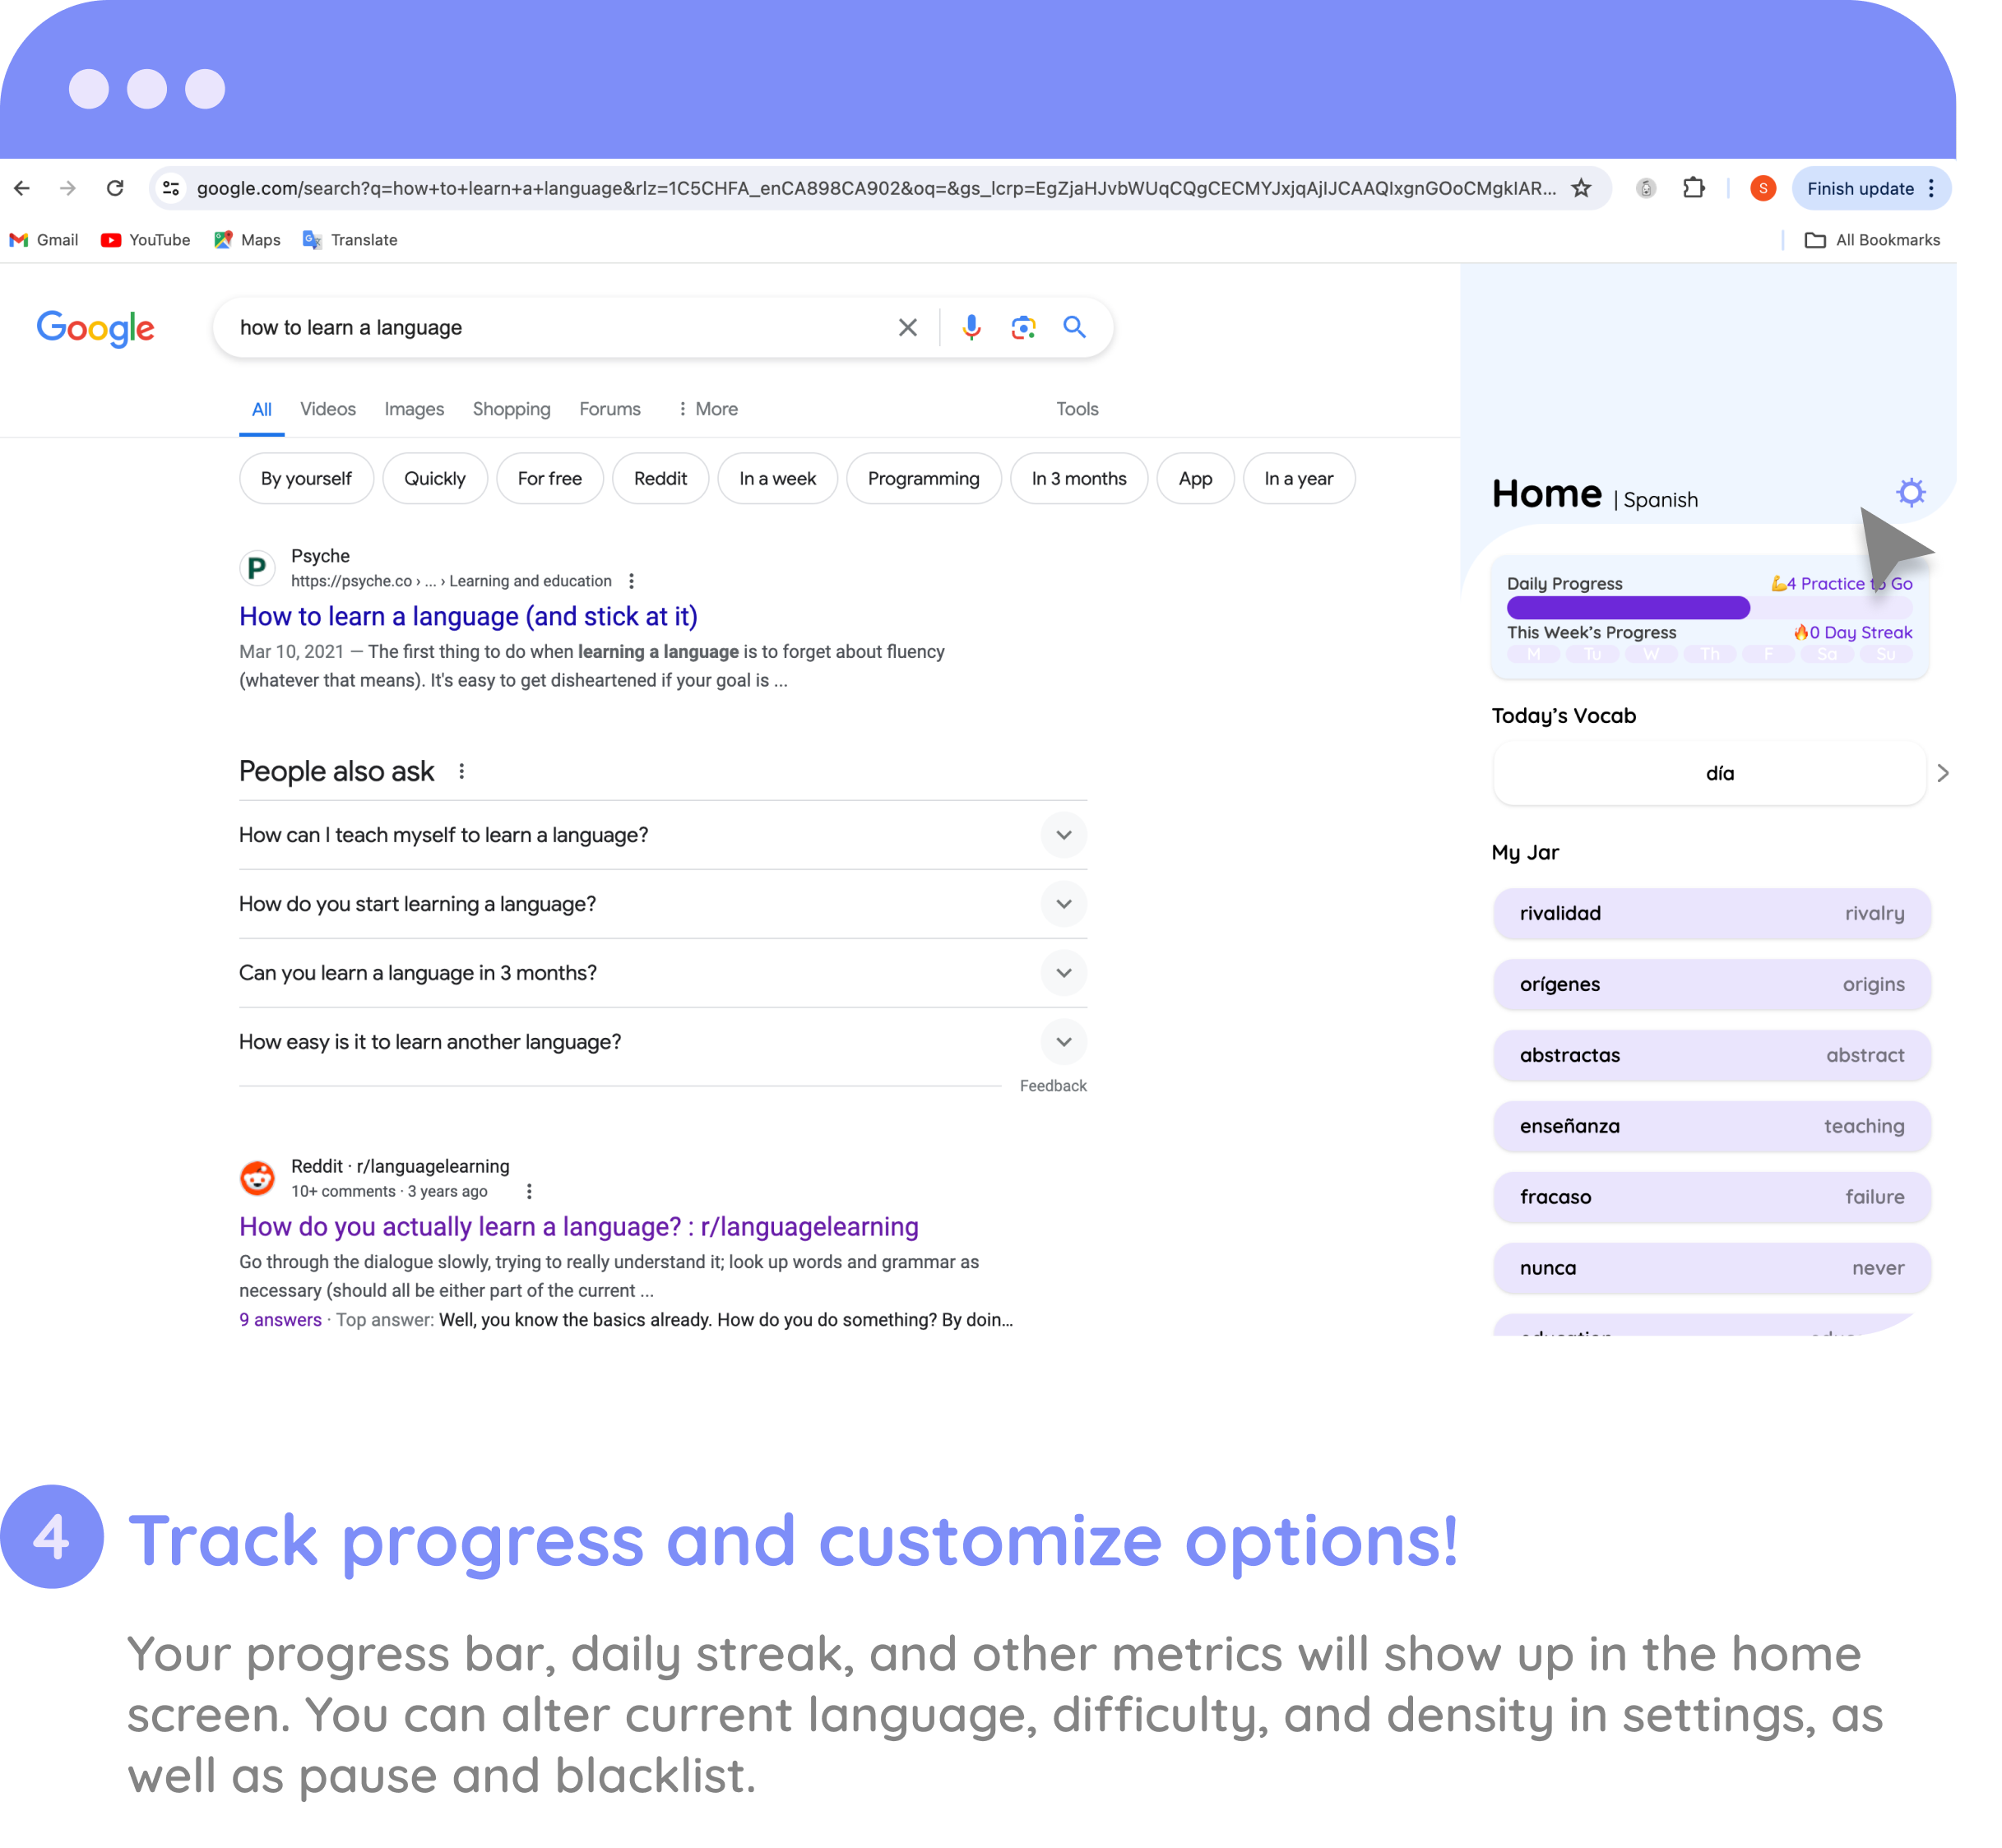 google.com/search?q=how+to+learn+a+language&rlz=1C5CHFA_enCA898CA902&oq=&gs_lcrp=EgZjaHJvbWUqCQgCECMYJxjqAjIJCAAQIxgnGOoCMgkIAR...
S
Finish update
Gmail YouTube Maps Translate
All Bookmarks
Google
how to learn a language
All Videos Images Shopping Forums More Tools
By yourself Quickly For free Reddit In a week Programming In 3 months App In a year
P
Psyche
https://psyche.co › ... › Learning and education
How to learn a language (and stick at it)
Mar 10, 2021 — The first thing to do when learning a language is to forget about fluency
(whatever that means). It's easy to get disheartened if your goal is ...
People also ask
How can I teach myself to learn a language?
How do you start learning a language?
Can you learn a language in 3 months?
How easy is it to learn another language?
Feedback
Reddit · r/languagelearning
10+ comments · 3 years ago
How do you actually learn a language? : r/languagelearning
Go through the dialogue slowly, trying to really understand it; look up words and grammar as
necessary (should all be either part of the current ...
9 answers · Top answer: Well, you know the basics already. How do you do something? By doin...
Home | Spanish
Daily Progress 💪4 Practice to Go
This Week's Progress 🔥0 Day Streak
M Tu W Th F Sa Su
Today's Vocab
día
My Jar
rivalidad rivalry
orígenes origins
abstractas abstract
enseñanza teaching
fracaso failure
nunca never
4 Track progress and customize options!
Your progress bar, daily streak, and other metrics will show up in the home
screen. You can alter current language, difficulty, and density in settings, as
well as pause and blacklist.